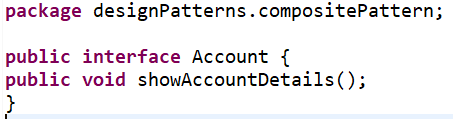 package designPatterns.compositePattern;
public interface Account {
public void showAccountDetails();
}